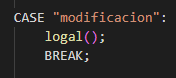 CASE "modificacion":
logal();
BREAK;